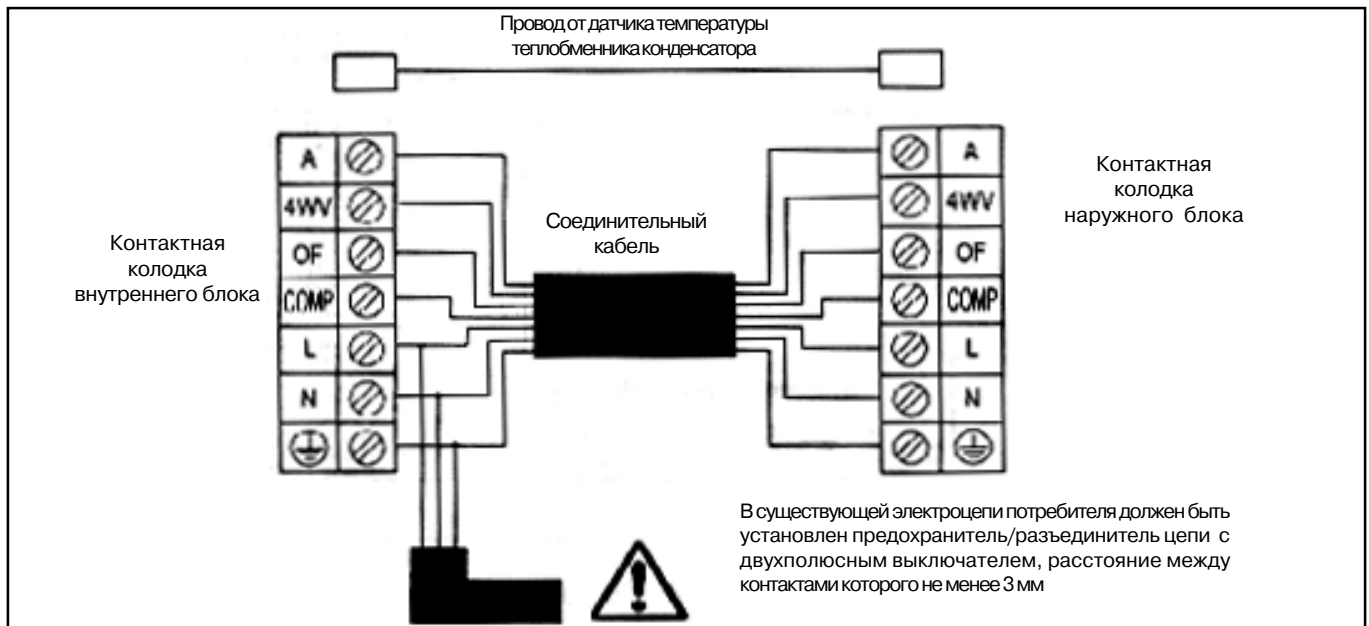 Провод от датчика температуры
теплобменника конденсатора
A
4WV
OF
COMP
L
N
Контактная
колодка
внутреннего блока
Соединительный
кабель
A
4WV
OF
COMP
L
N
Контактная
колодка
наружного блока
В существующей электроцепи потребителя должен быть
установлен предохранитель/разъединитель цепи с
двухполюсным выключателем, расстояние между
контактами которого не менее 3 мм